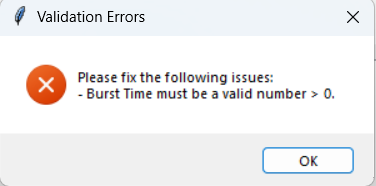 Validation Errors
Please fix the following issues:
- Burst Time must be a valid number > 0.
OK